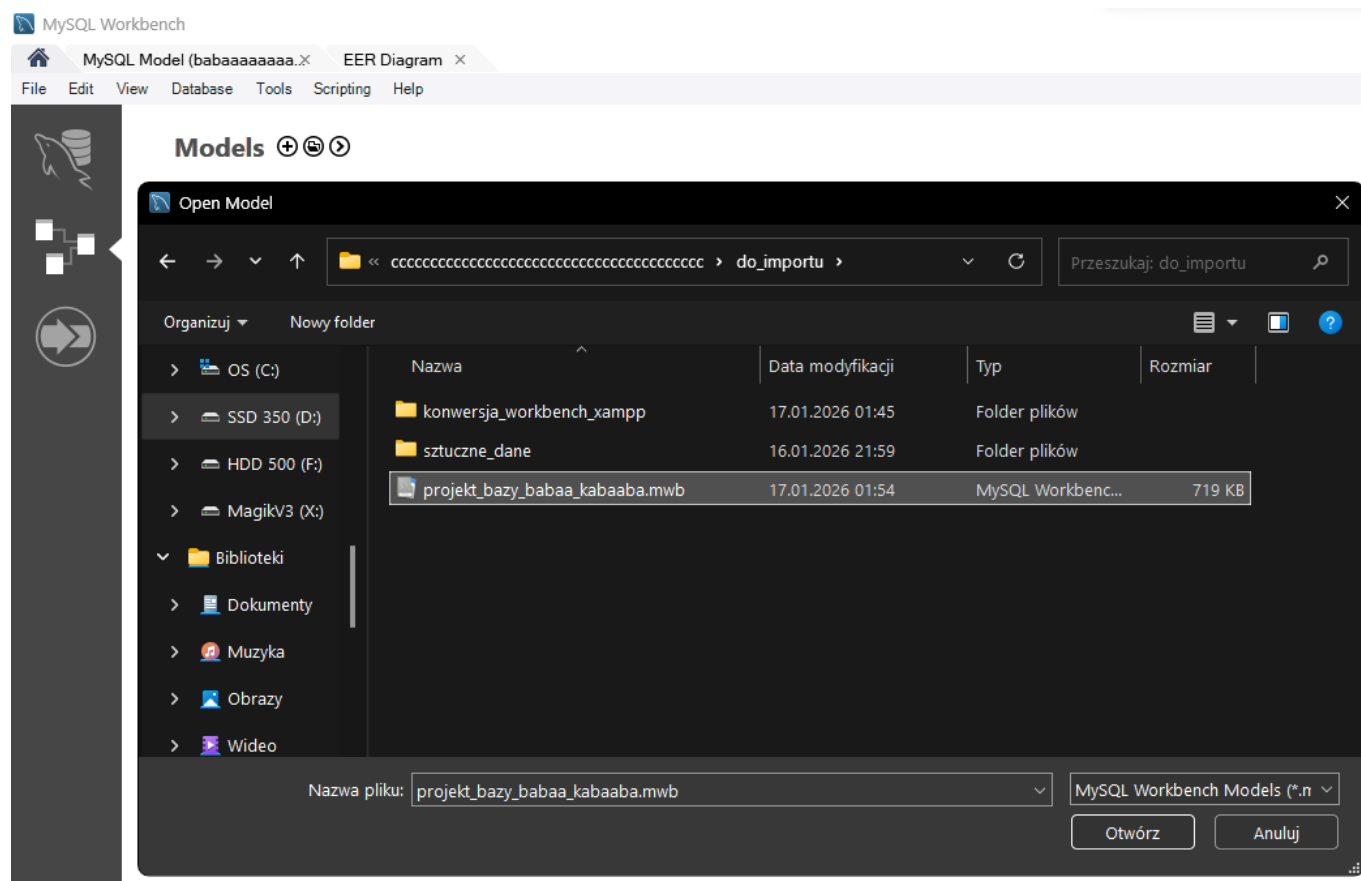 MySQL Workbench
MySQL Model (babaaaaaaaa.. EER Diagram
File Edit View Database Tools Scripting Help
Models
Open Model
« cccccccccccccccccccccccccccccccccccccccc > do_importu >
Przeszukaj: do_importu
Organizuj Nowy folder
Nazwa Data modyfikacji Typ Rozmiar
OS (C:)
SSD 350 (D:)
HDD 500 (F:)
MagikV3 (X:)
Biblioteki
Dokumenty
Muzyka
Obrazy
Wideo
konwersja_workbench_xampp 17.01.2026 01:45 Folder plików
sztuczne_dane 16.01.2026 21:59 Folder plików
projekt_bazy_babaa_kabaaba.mwb 17.01.2026 01:54 MySQL Workbenc... 719 KB
Nazwa pliku: projekt_bazy_babaa_kabaaba.mwb
MySQL Workbench Models (*.m
Otwórz Anuluj